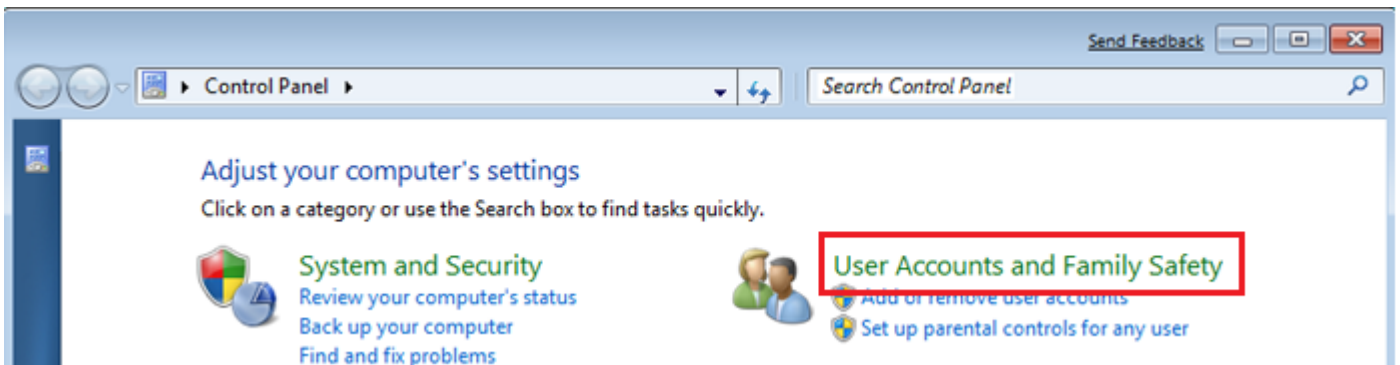 Send Feedback
Control Panel
Search Control Panel
Adjust your computer's settings
Click on a category or use the Search box to find tasks quickly.
System and Security
Review your computer's status
Back up your computer
Find and fix problems
User Accounts and Family Safety
Add or remove user accounts
Set up parental controls for any user